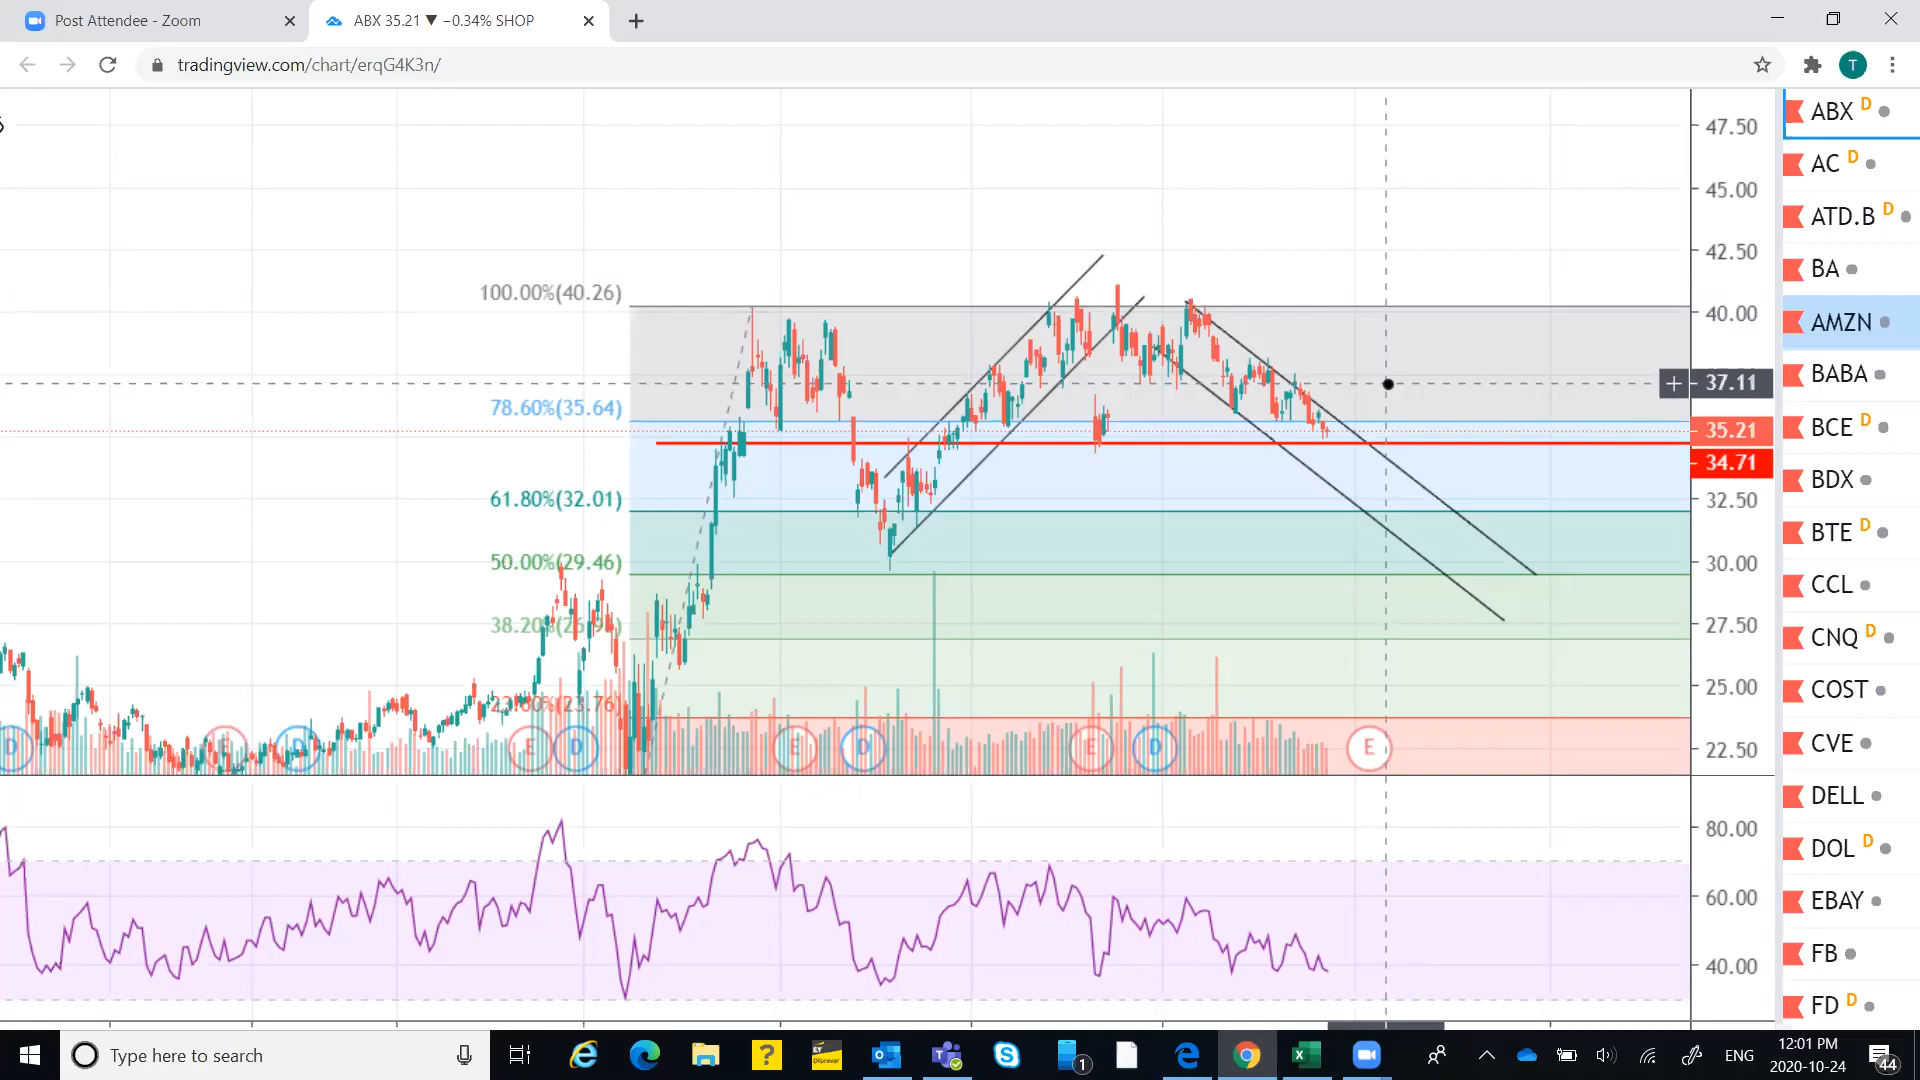 Post Attendee - Zoom
ABX 35.21 ▼ −0.34% SHOP
tradingview.com/chart/erqG4K3n/
T
47.50
45.00
42.50
40.00
37.11
35.21
34.71
32.50
30.00
27.50
25.00
22.50
80.00
60.00
40.00
100.00%(40.26)
78.60%(35.64)
61.80%(32.01)
50.00%(29.46)
D
E
D
E
D
E
D
E
D
E
ABX D
AC D
ATD.B D
BA
AMZN
BABA
BCE D
BDX
BTE D
CCL
CNQ D
COST
CVE
DELL
DOL D
EBAY
FB
FD D
Type here to search
EY
Discover
1
ENG
12:01 PM
2020-10-24
44